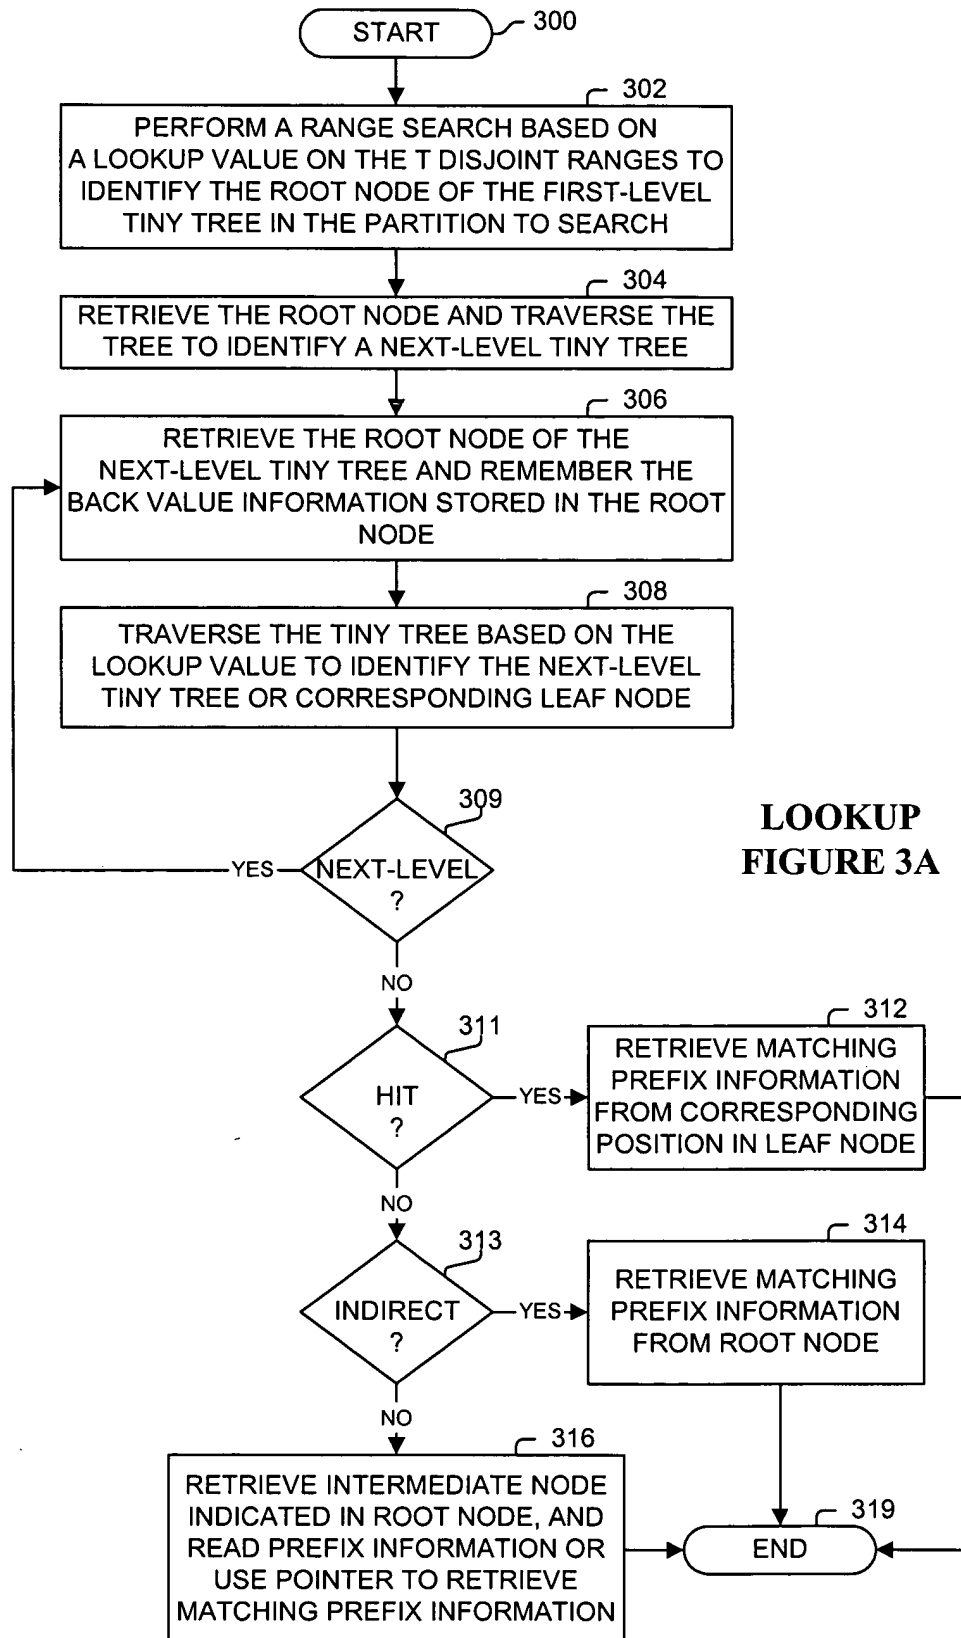 START
300
302
PERFORM A RANGE SEARCH BASED ON
A LOOKUP VALUE ON THE T DISJOINT RANGES TO
IDENTIFY THE ROOT NODE OF THE FIRST-LEVEL
TINY TREE IN THE PARTITION TO SEARCH
304
RETRIEVE THE ROOT NODE AND TRAVERSE THE
TREE TO IDENTIFY A NEXT-LEVEL TINY TREE
306
RETRIEVE THE ROOT NODE OF THE
NEXT-LEVEL TINY TREE AND REMEMBER THE
BACK VALUE INFORMATION STORED IN THE ROOT
NODE
308
TRAVERSE THE TINY TREE BASED ON THE
LOOKUP VALUE TO IDENTIFY THE NEXT-LEVEL
TINY TREE OR CORRESPONDING LEAF NODE
309
NEXT-LEVEL
?
YES
NO
LOOKUP
FIGURE 3A
311
HIT
?
YES
NO
312
RETRIEVE MATCHING
PREFIX INFORMATION
FROM CORRESPONDING
POSITION IN LEAF NODE
313
INDIRECT
?
YES
NO
314
RETRIEVE MATCHING
PREFIX INFORMATION
FROM ROOT NODE
316
RETRIEVE INTERMEDIATE NODE
INDICATED IN ROOT NODE, AND
READ PREFIX INFORMATION OR
USE POINTER TO RETRIEVE
MATCHING PREFIX INFORMATION
319
END